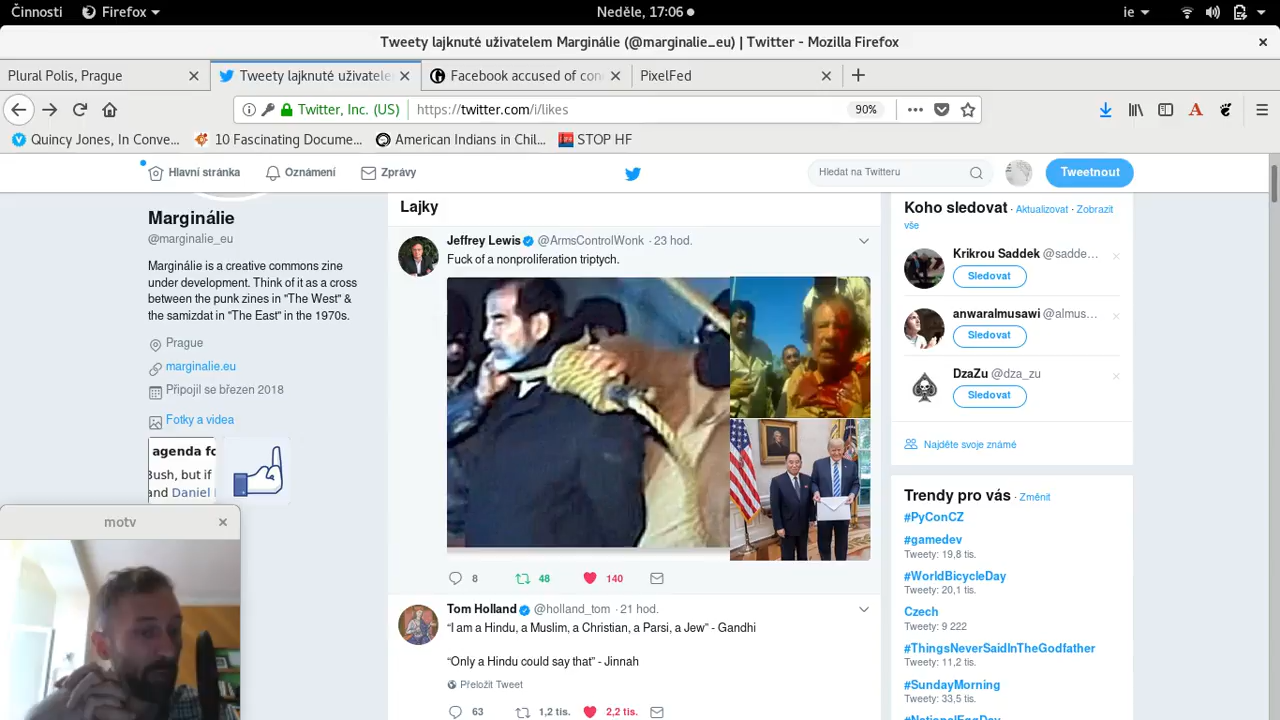 Činnosti
Firefox
Neděle, 17:06
ie
Tweety lajknuté uživatelem Marginálie (@marginalie_eu) | Twitter - Mozilla Firefox
Plural Polis, Prague
Tweety lajknuté uživatele
Facebook accused of con
PixelFed
Twitter, Inc. (US)
https://twitter.com/i/likes
90%
Quincy Jones, In Conve...
10 Fascinating Docume...
American Indians in Chil...
STOP HF
Hlavní stránka
Oznámení
Zprávy
Hledat na Twitteru
Tweetnout
Marginálie
@marginalie_eu
Marginálie is a creative commons zine
under development. Think of it as a cross
between the punk zines in "The West" &
the samizdat in "The East" in the 1970s.
Prague
marginalie.eu
Připojil se březen 2018
Fotky a videa
agenda fo
Bush, but if
and Daniel
motv
Lajky
Jeffrey Lewis @ArmsControlWonk · 23 hod.
Fuck of a nonproliferation triptych.
8
48
140
Tom Holland @holland_tom · 21 hod.
“I am a Hindu, a Muslim, a Christian, a Parsi, a Jew” - Gandhi
“Only a Hindu could say that” - Jinnah
Přeložit Tweet
63
1,2 tis.
2,2 tis.
Koho sledovat · Aktualizovat · Zobrazit
vše
Krikrou Saddek @sadde...
Sledovat
anwaralmusawi @almus...
Sledovat
DzaZu @dza_zu
Sledovat
Najděte svoje známé
Trendy pro vás · Změnit
#PyConCZ
#gamedev
Tweety: 19,8 tis.
#WorldBicycleDay
Tweety: 20,1 tis.
Czech
Tweety: 9 222
#ThingsNeverSaidInTheGodfather
Tweety: 11,2 tis.
#SundayMorning
Tweety: 33,5 tis.
#NationalEggDay